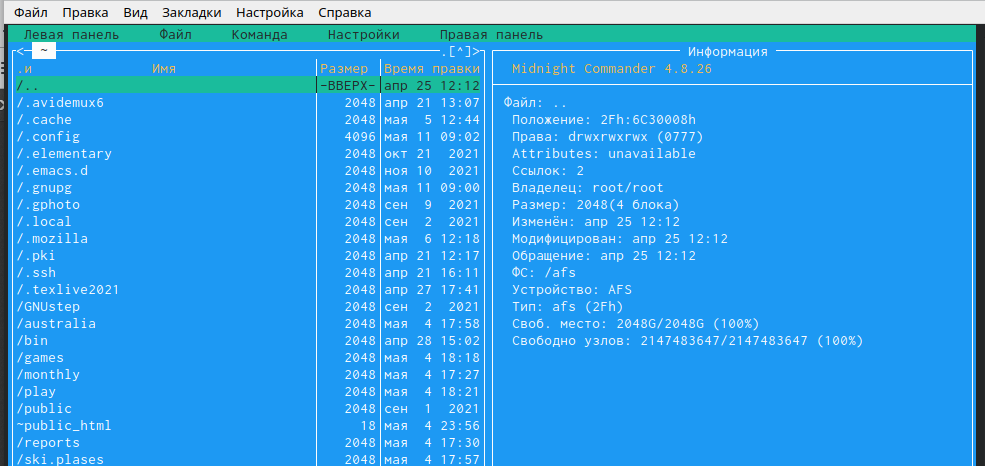 Файл Правка Вид Закладки Настройка Справка
Левая панель Файл Команда Настройки Правая панель
<— ~ .[^]>
.и Имя Размер Время правки
/.. -ВВЕРХ- апр 25 12:12
/.avidemux6 2048 апр 21 13:07
/.cache 2048 мая 5 12:44
/.config 4096 мая 11 09:02
/.elementary 2048 окт 21 2021
/.emacs.d 2048 ноя 10 2021
/.gnupg 2048 мая 11 09:00
/.gphoto 2048 сен 9 2021
/.local 2048 сен 2 2021
/.mozilla 2048 мая 6 12:18
/.pki 2048 апр 21 12:17
/.ssh 2048 апр 21 16:11
/.texlive2021 2048 апр 27 17:41
/GNUstep 2048 сен 2 2021
/australia 2048 мая 4 17:58
/bin 2048 апр 28 15:02
/games 2048 мая 4 18:18
/monthly 2048 мая 4 17:27
/play 2048 мая 4 18:21
/public 2048 сен 1 2021
~public_html 18 мая 4 23:56
/reports 2048 мая 4 17:30
/ski.plases 2048 мая 4 17:57
Информация
Midnight Commander 4.8.26
Файл: ..
Положение: 2Fh:6C30008h
Права: drwxrwxrwx (0777)
Attributes: unavailable
Ссылок: 2
Владелец: root/root
Размер: 2048(4 блока)
Изменён: апр 25 12:12
Модифицирован: апр 25 12:12
Обращение: апр 25 12:12
ФС: /afs
Устройство: AFS
Тип: afs (2Fh)
Своб. место: 2048G/2048G (100%)
Свободно узлов: 2147483647/2147483647 (100%)